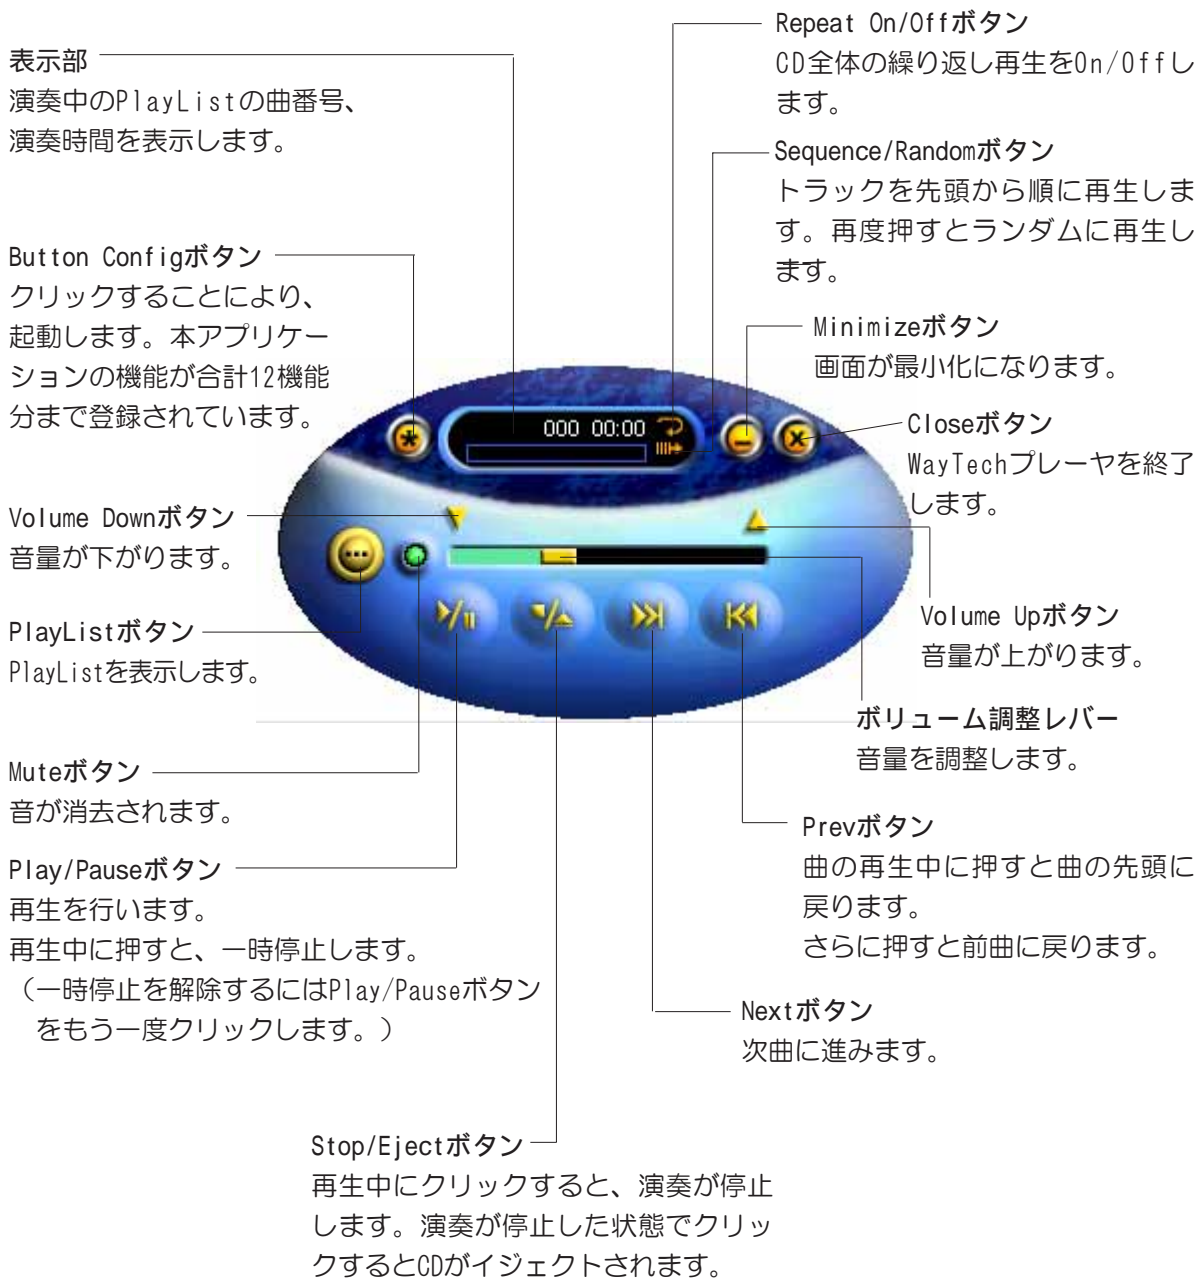 表示部
演奏中のPlayListの曲番号、
演奏時間を表示します。
Button Configボタン
クリックすることにより、
起動します。本アプリケー
ションの機能が合計12機能
分まで登録されています。
Volume Downボタン
音量が下がります。
PlayListボタン
PlayListを表示します。
Muteボタン
音が消去されます。
Play/Pauseボタン
再生を行います。
再生中に押すと、一時停止します。
（一時停止を解除するにはPlay/Pauseボタン
をもう一度クリックします。）
Stop/Ejectボタン
再生中にクリックすると、演奏が停止
します。演奏が停止した状態でクリッ
クするとCDがイジェクトされます。
000 00:00
Repeat On/Offボタン
CD全体の繰り返し再生をOn/Offし
ます。
Sequence/Randomボタン
トラックを先頭から順に再生しま
す。再度押すとランダムに再生し
ます。
Minimizeボタン
画面が最小化になります。
Closeボタン
WayTechプレーヤを終了
します。
Volume Upボタン
音量が上がります。
ボリューム調整レバー
音量を調整します。
Prevボタン
曲の再生中に押すと曲の先頭に
戻ります。
さらに押すと前曲に戻ります。
Nextボタン
次曲に進みます。